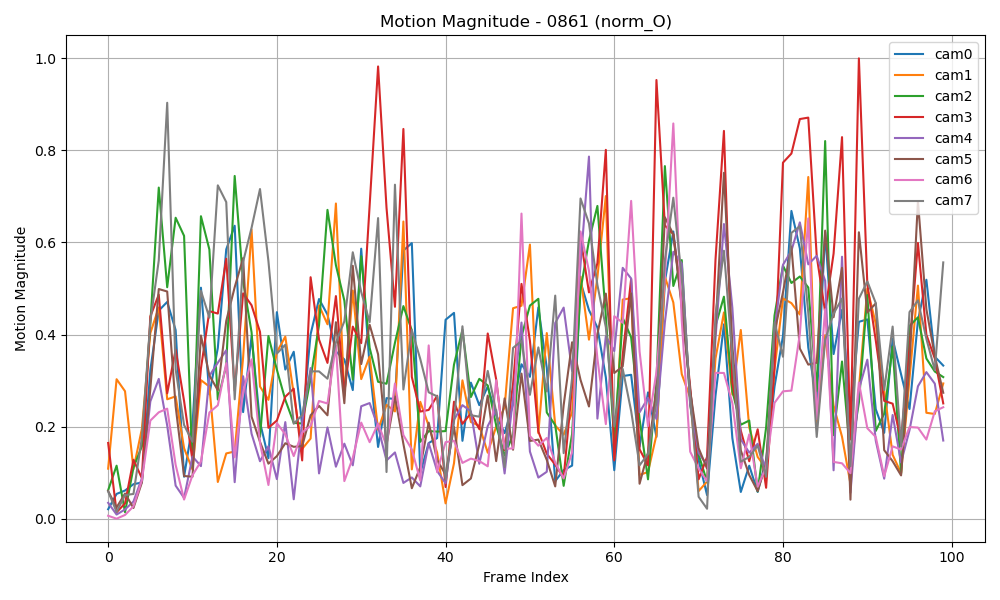 Motion Magnitude - 0861 (norm_O)
Motion Magnitude
1.0
0.8
0.6
0.4
0.2
0.0
0
20
40
60
80
100
Frame Index
cam0
cam1
cam2
cam3
cam4
cam5
cam6
cam7